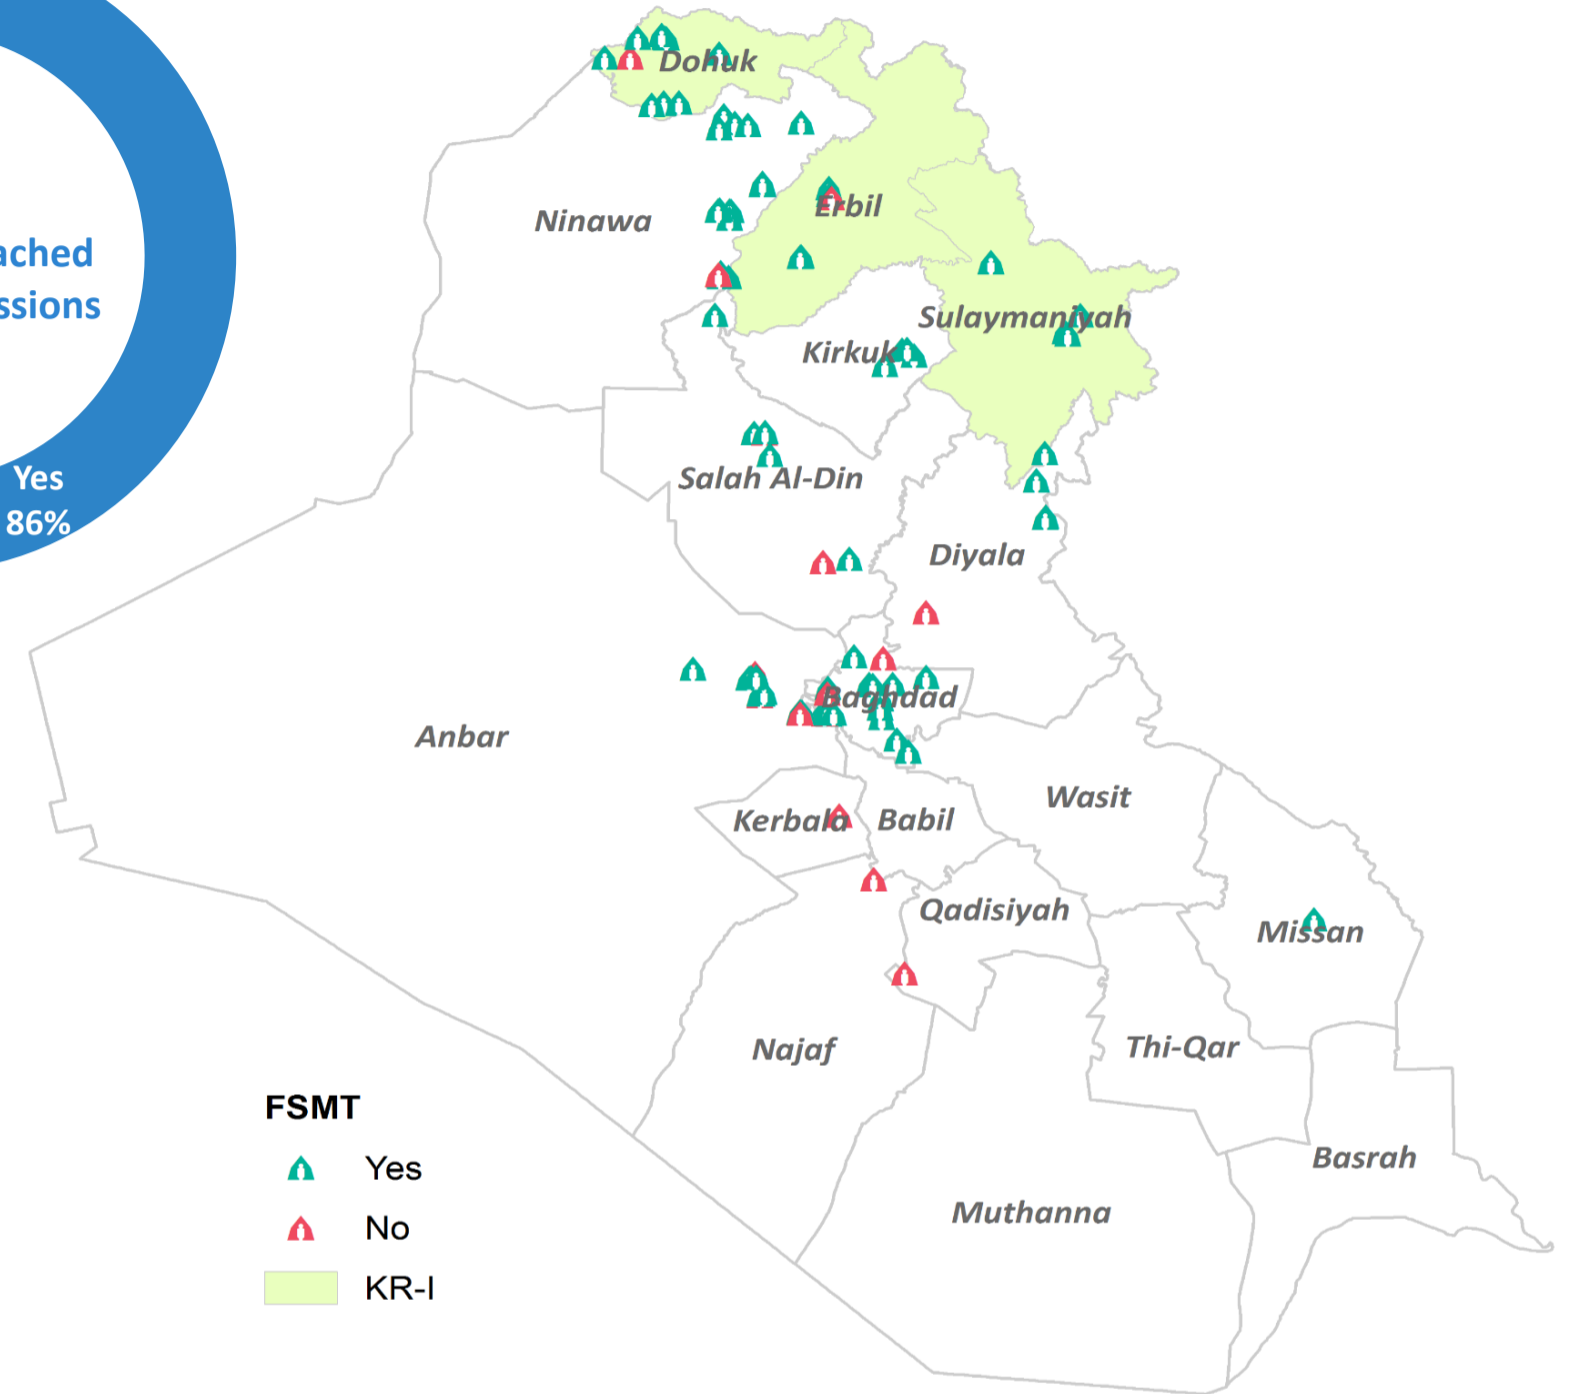 Dohuk
Erbil
Ninawa
ached
ssions
Sulaymaniyah
Kirkuk
Yes
86%
Salah Al-Din
Diyala
Baghdad
Anbar
Wasit
Kerbala
Babil
Qadisiyah
Missan
Najaf
Thi-Qar
FSMT
Yes
No
KR-I
Basrah
Muthanna